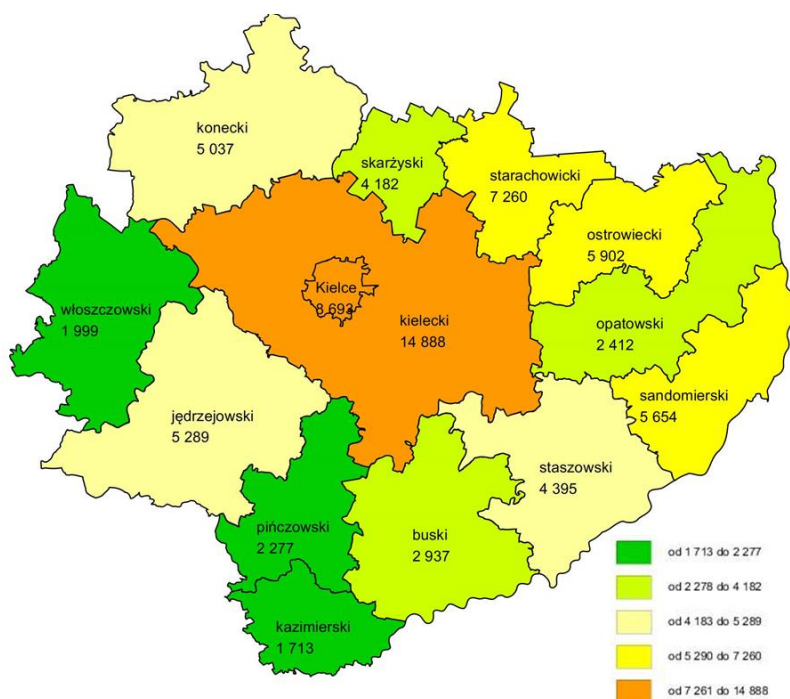 konecki
5 037
skarżyski
4 182
starachowicki
7 260
ostrowiecki
5 902
Kielce
8 693
włoszczowski
1 999
kielecki
14 888
opatowski
2 412
sandomierski
5 654
jędrzejowski
5 289
staszowski
4 395
pińczowski
2 277
buski
2 937
kazimierski
1 713
od 1 713 do 2 277
od 2 278 do 4 182
od 4 183 do 5 289
od 5 290 do 7 260
od 7 261 do 14 888